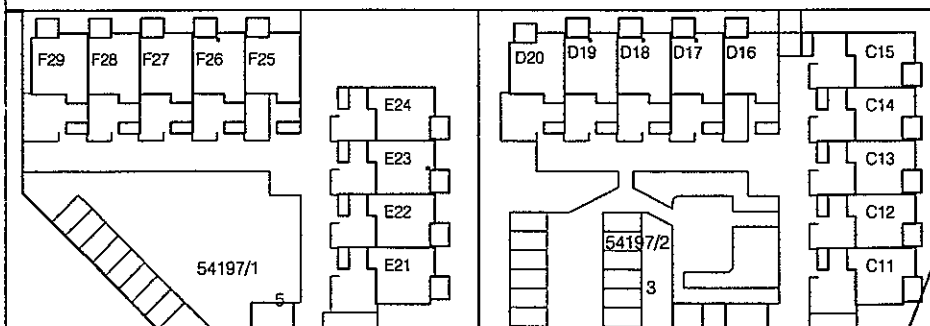 F29 F28 F27 F26 F25
D20 D19 D18 D17 D16
C15
E24
C14
E23
C13
E22
C12
54197/1
54197/2
E21
C11
5
3